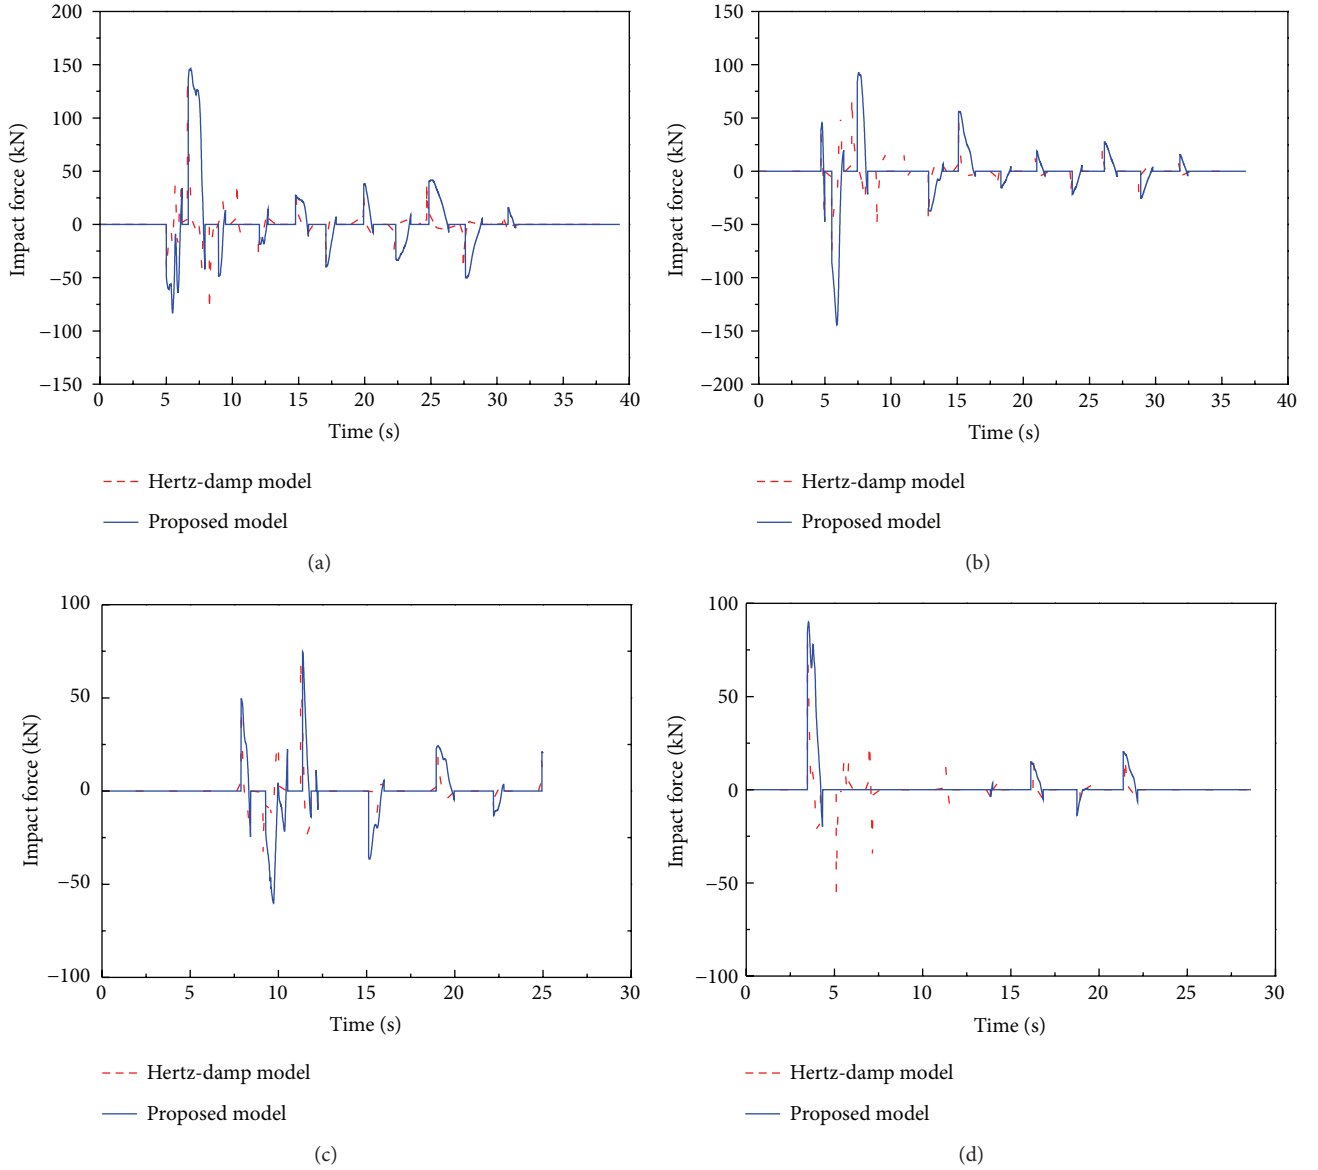 200
150
100
50
0
−50
−100
−150
Impact force (kN)
0 5 10 15 20 25 30 35 40
Time (s)
Hertz-damp model
Proposed model
(a)
150
100
50
0
−50
−100
−150
−200
Impact force (kN)
0 5 10 15 20 25 30 35 40
Time (s)
Hertz-damp model
Proposed model
(b)
100
50
0
−50
−100
Impact force (kN)
0 5 10 15 20 25 30
Time (s)
Hertz-damp model
Proposed model
(c)
100
50
0
−50
−100
Impact force (kN)
0 5 10 15 20 25 30
Time (s)
Hertz-damp model
Proposed model
(d)